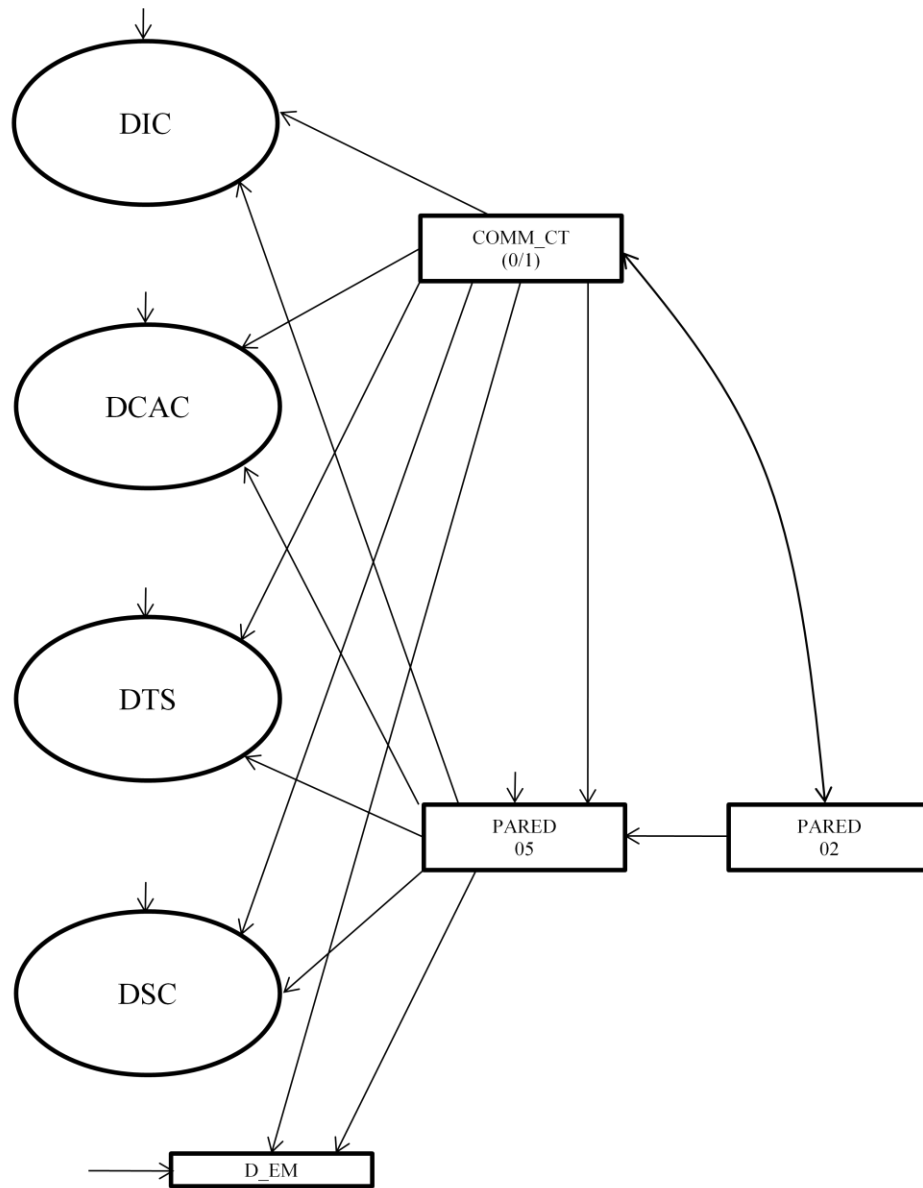 DIC
COMM_CT
(0/1)
DCAC
DTS
PARED
05
PARED
02
DSC
D_EM